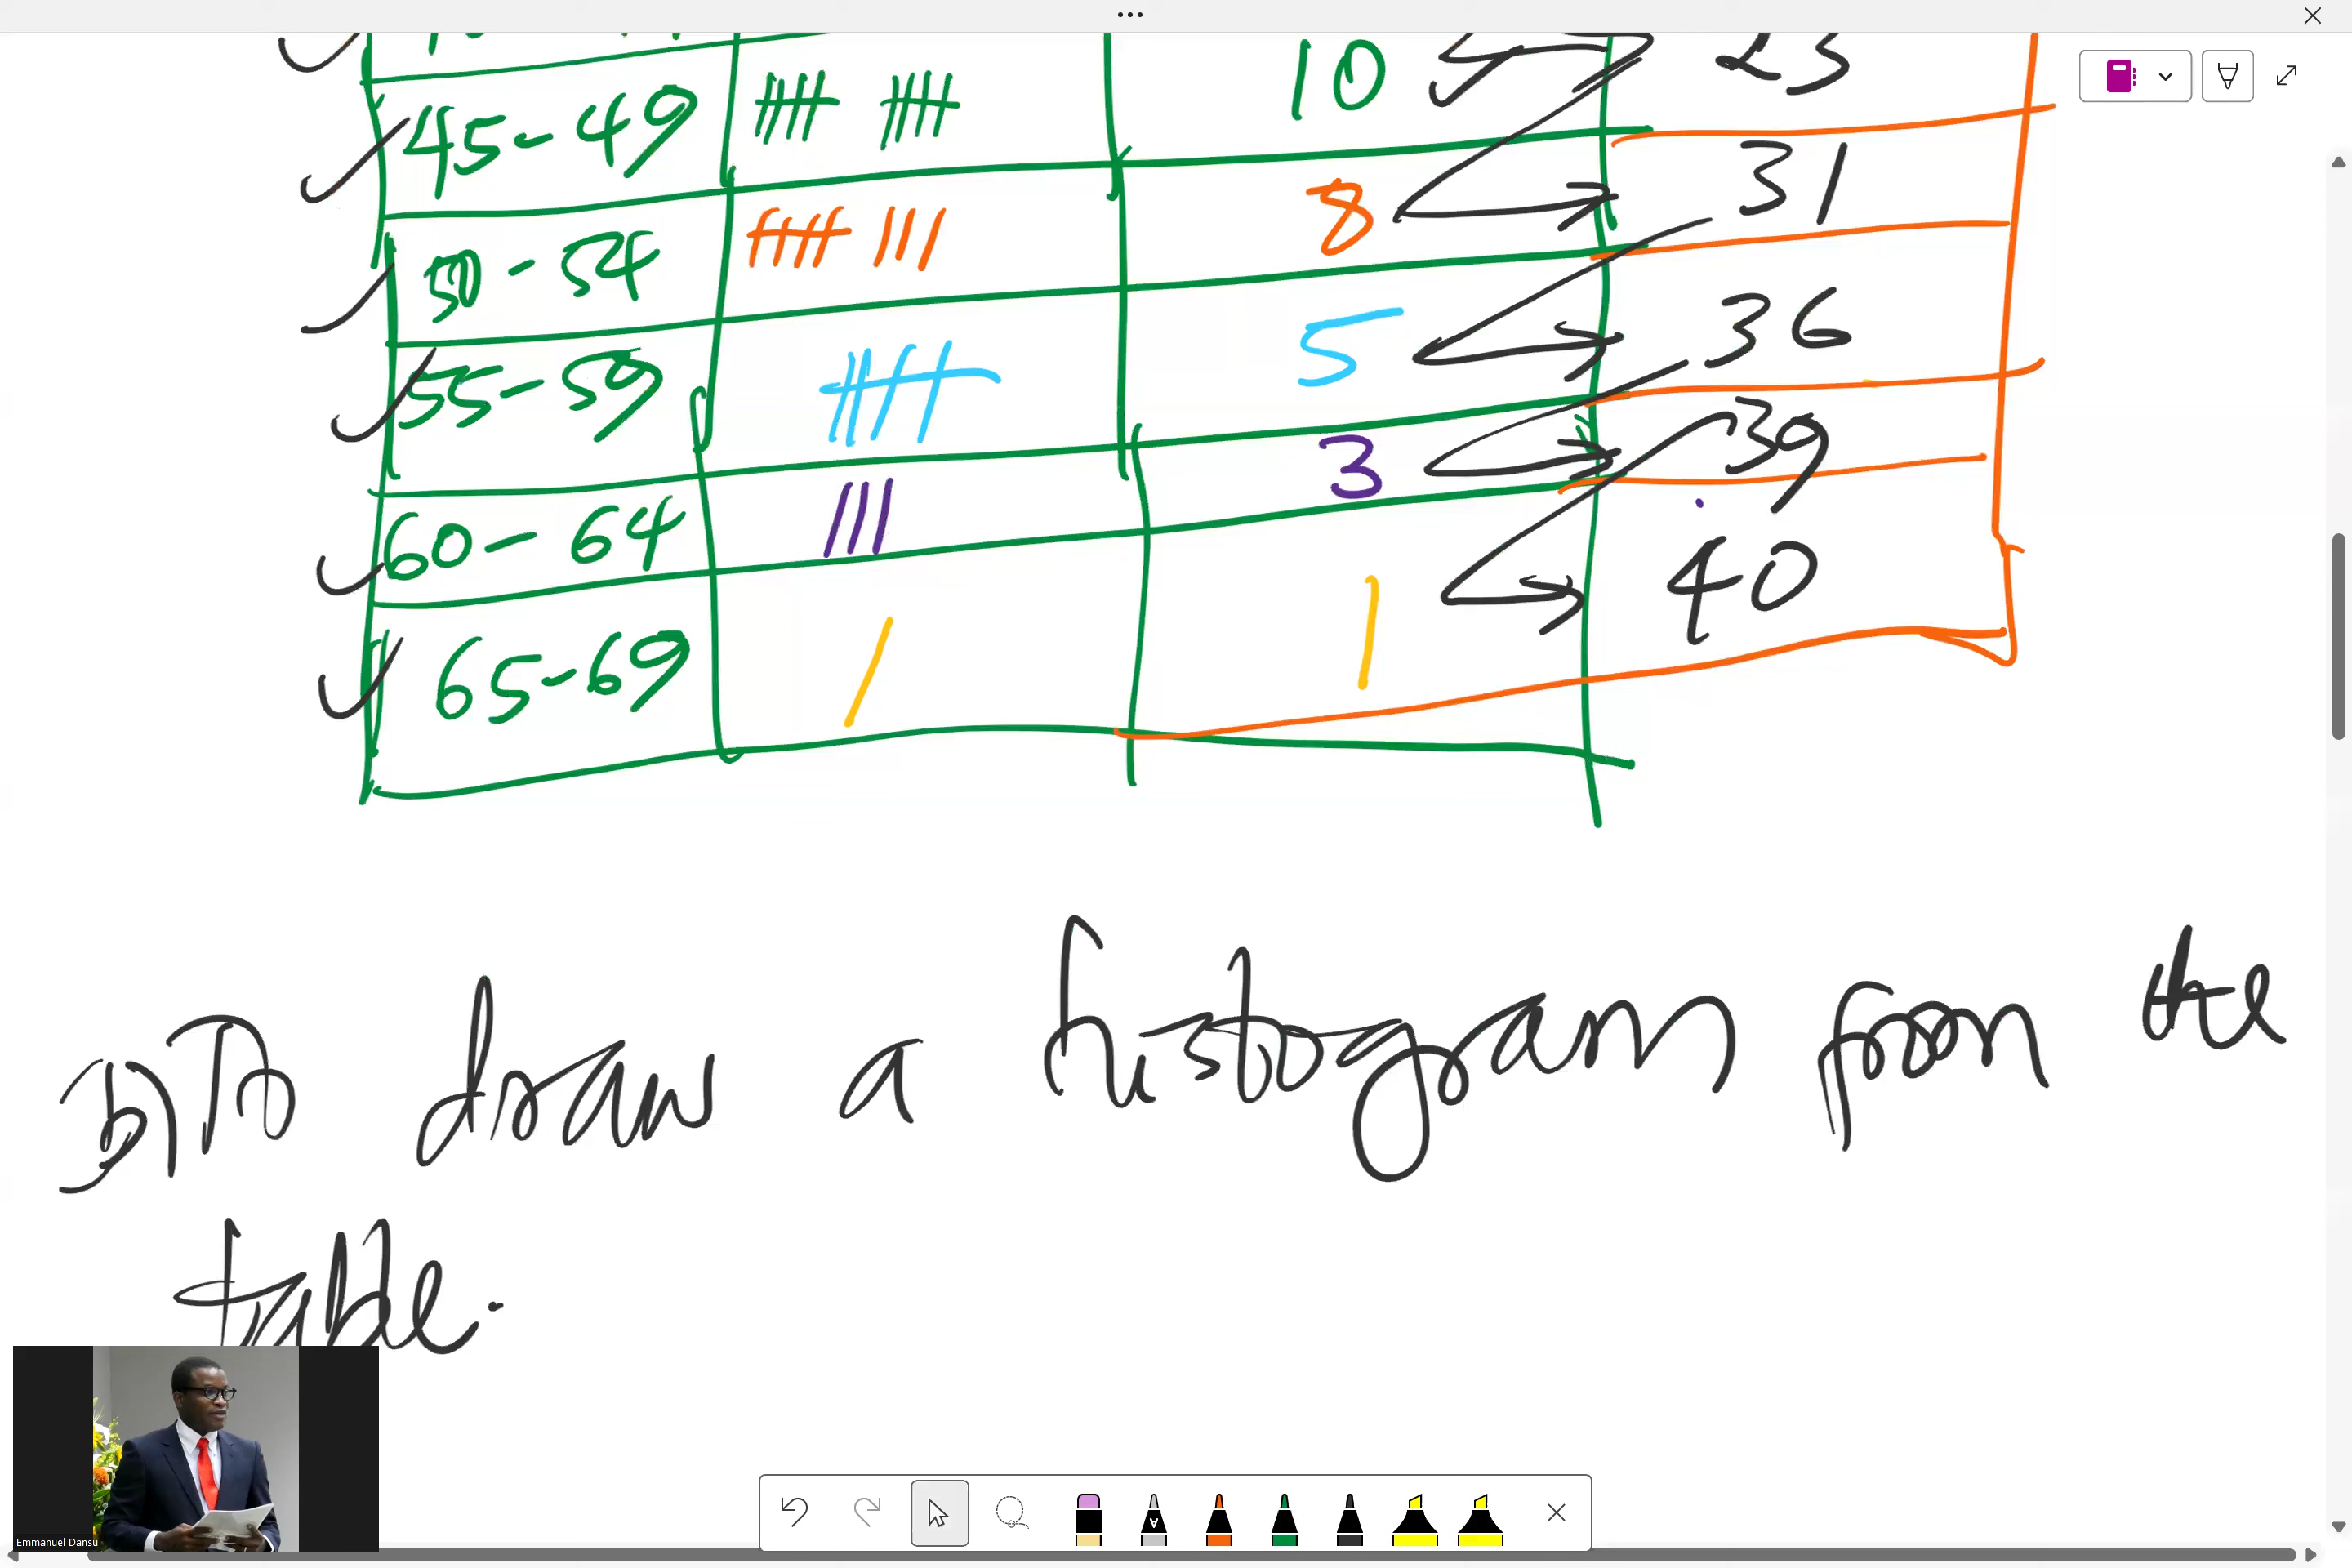 10 23
45-49 10 31
50-54 8 36
55-59 5 39
60-64 3 40
65-69 1
b) To draw a histogram from the
table.
Emmanuel Dansu